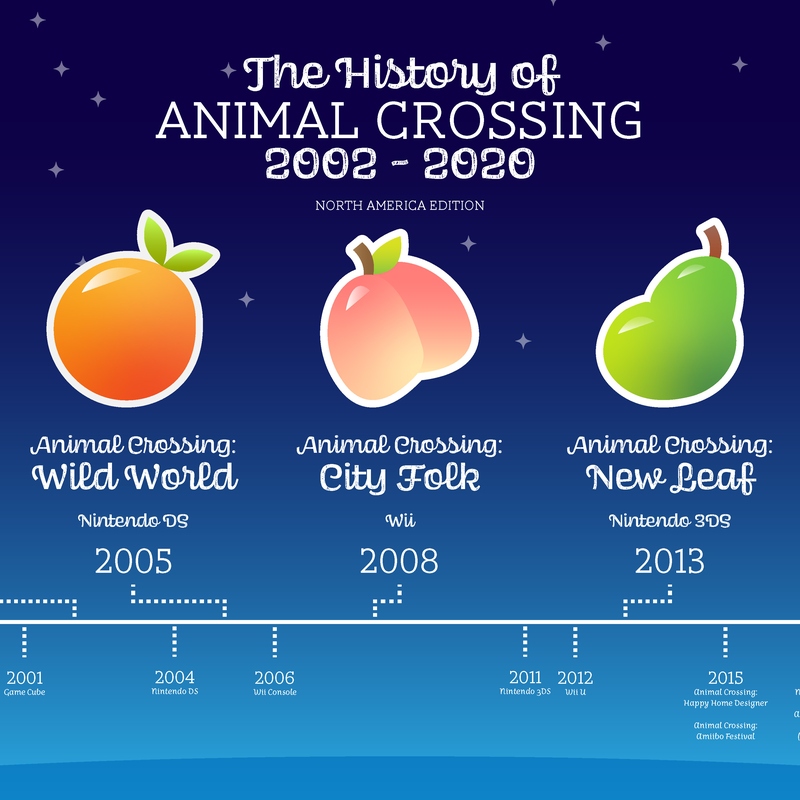 The History of
ANIMAL CROSSING
2002 - 2020
NORTH AMERICA EDITION
Animal Crossing:
Wild World
Nintendo DS
2005
Animal Crossing:
City Folk
Wii
2008
Animal Crossing:
New Leaf
Nintendo 3DS
2013
2001
Game Cube
2004
Nintendo DS
2006
Wii Console
2011
Nintendo 3DS
2012
Wii U
2015
Animal Crossing:
Happy Home Designer
Animal Crossing:
Amiibo Festival